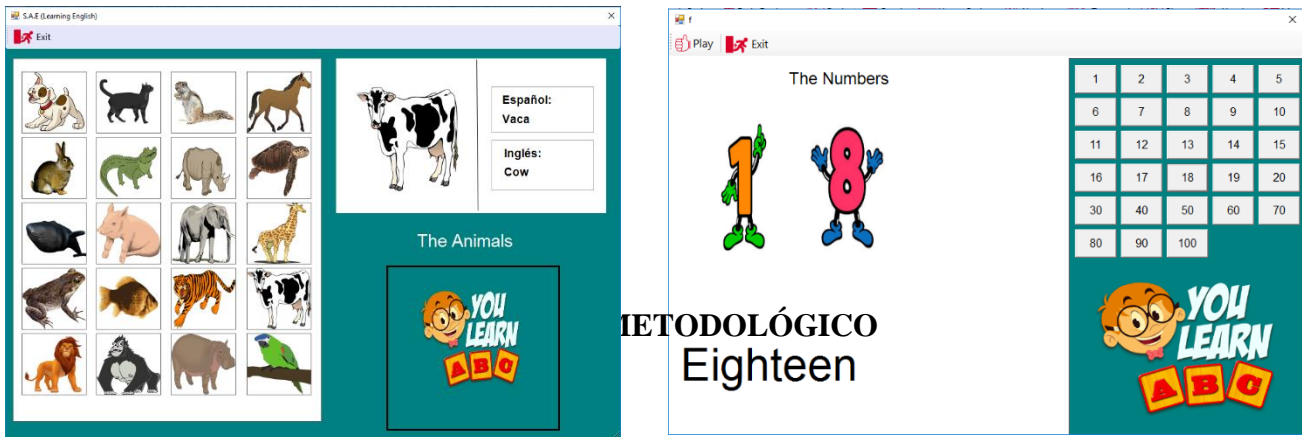 S.A.E (Learning English)
Exit
Español:
Vaca
Inglés:
Cow
The Animals
YOU
LEARN
A B C
METODOLÓGICO
f
Play Exit
The Numbers
1 8
Eighteen
1 2 3 4 5
6 7 8 9 10
11 12 13 14 15
16 17 18 19 20
30 40 50 60 70
80 90 100
YOU
LEARN
A B C